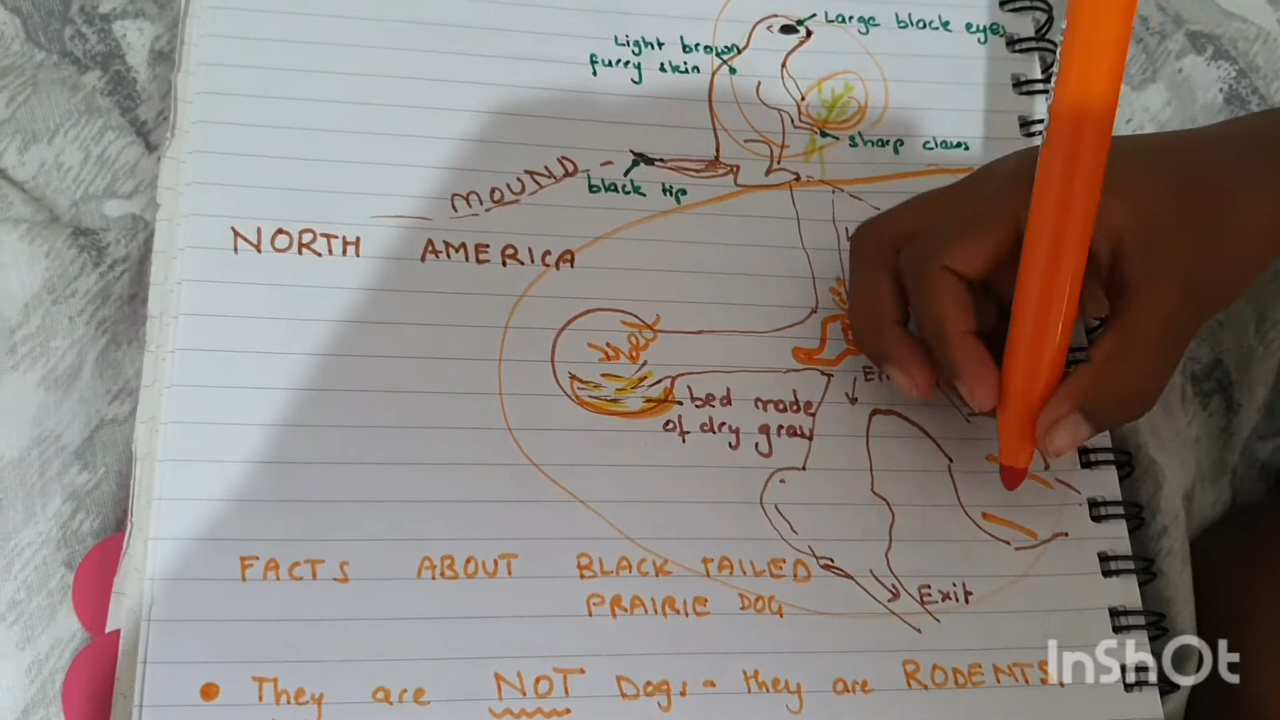 Large black eyes
Light brown
furry skin
sharp claws
MOUND
black tip
NORTH AMERICA
bed made
of dry gras
Exit
FACTS ABOUT BLACK TAILED
PRAIRIE DOG
• They are NOT Dogs - they are RODENTS.
InShOt